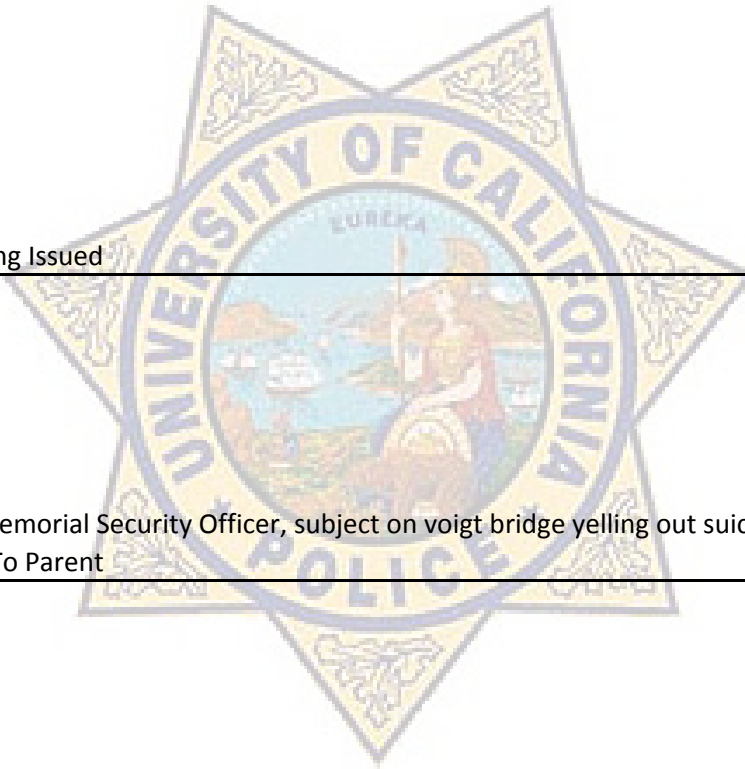 UNIVERSITY OF CALIFORNIA
EUREKA
ng Issued
emorial Security Officer, subject on voigt bridge yelling out suic
To Parent
POLICE